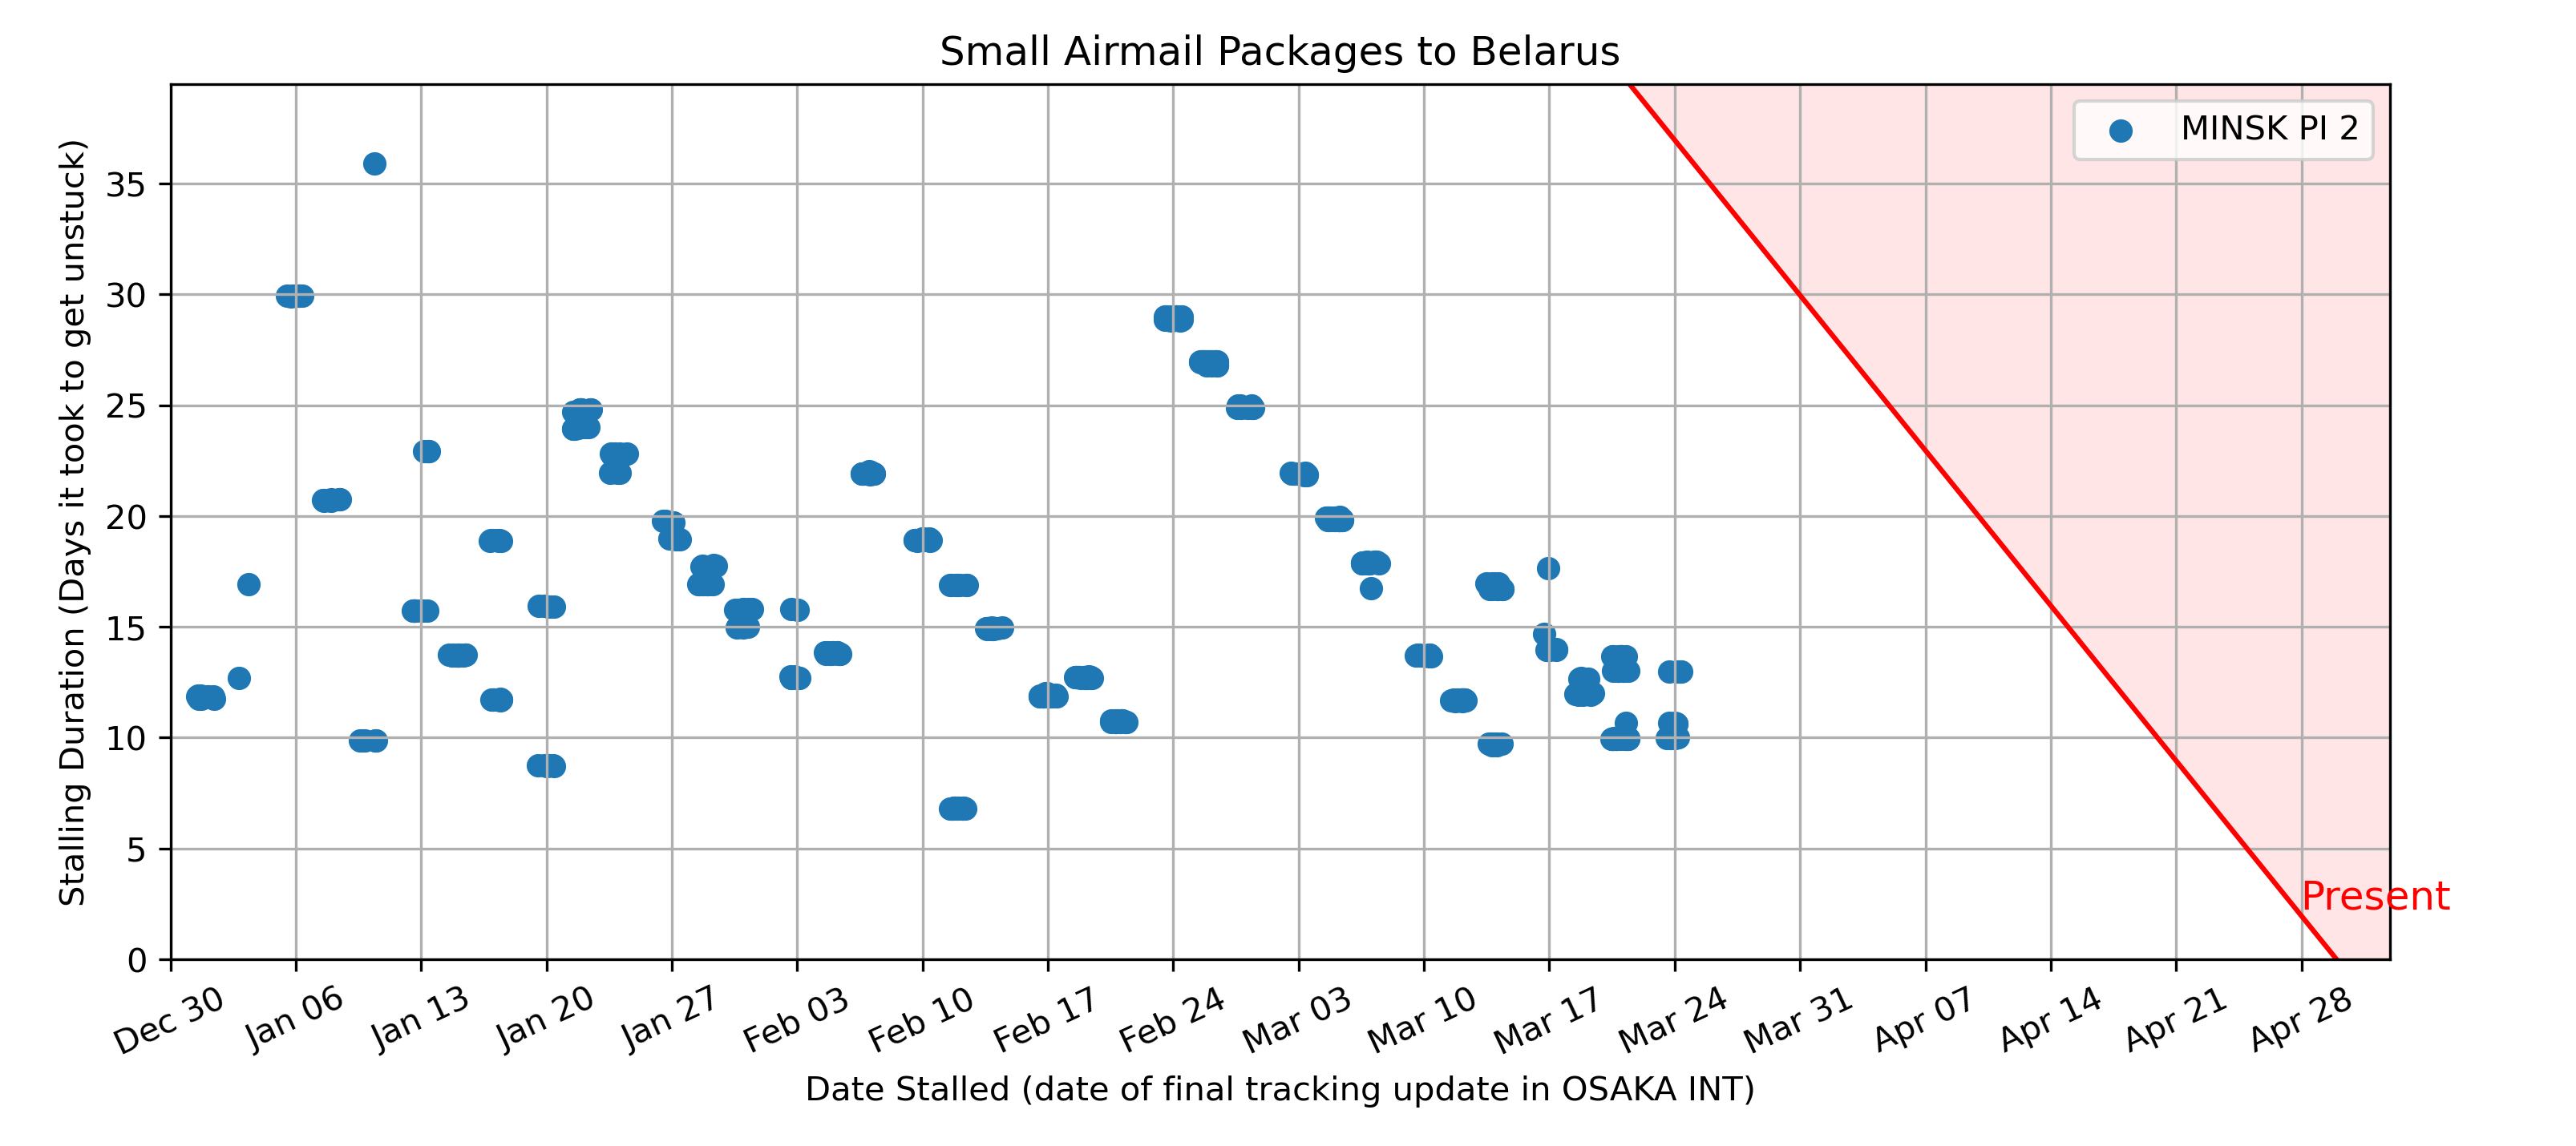 Small Airmail Packages to Belarus
MINSK PI 2
Stalling Duration (Days it took to get unstuck)
35
30
25
20
15
10
5
0
Present
Dec 30 Jan 06 Jan 13 Jan 20 Jan 27 Feb 03 Feb 10 Feb 17 Feb 24 Mar 03 Mar 10 Mar 17 Mar 24 Mar 31 Apr 07 Apr 14 Apr 21 Apr 28
Date Stalled (date of final tracking update in OSAKA INT)